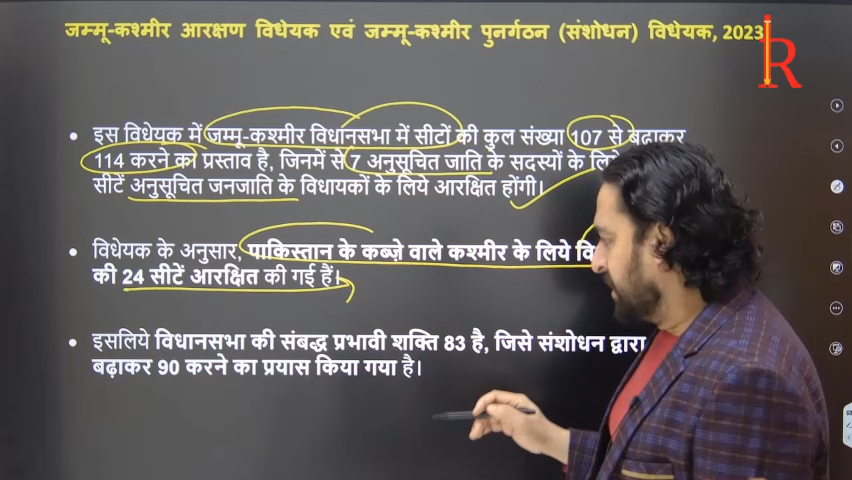 जम्मू-कश्मीर आरक्षण विधेयक एवं जम्मू-कश्मीर पुनर्गठन (संशोधन) विधेयक, 2023
R
• इस विधेयक में जम्मू-कश्मीर विधानसभा में सीटों की कुल संख्या 107 से बढ़ाकर
114 करने का प्रस्ताव है, जिनमें से 7 अनुसूचित जाति के सदस्यों के लिये
सीटें अनुसूचित जनजाति के विधायकों के लिये आरक्षित होंगी।
• विधेयक के अनुसार, पाकिस्तान के कब्ज़े वाले कश्मीर के लिये
की 24 सीटें आरक्षित की गई हैं।
• इसलिये विधानसभा की संबद्ध प्रभावी शक्ति 83 है, जिसे संशोधन द्वारा
बढ़ाकर 90 करने का प्रयास किया गया है।